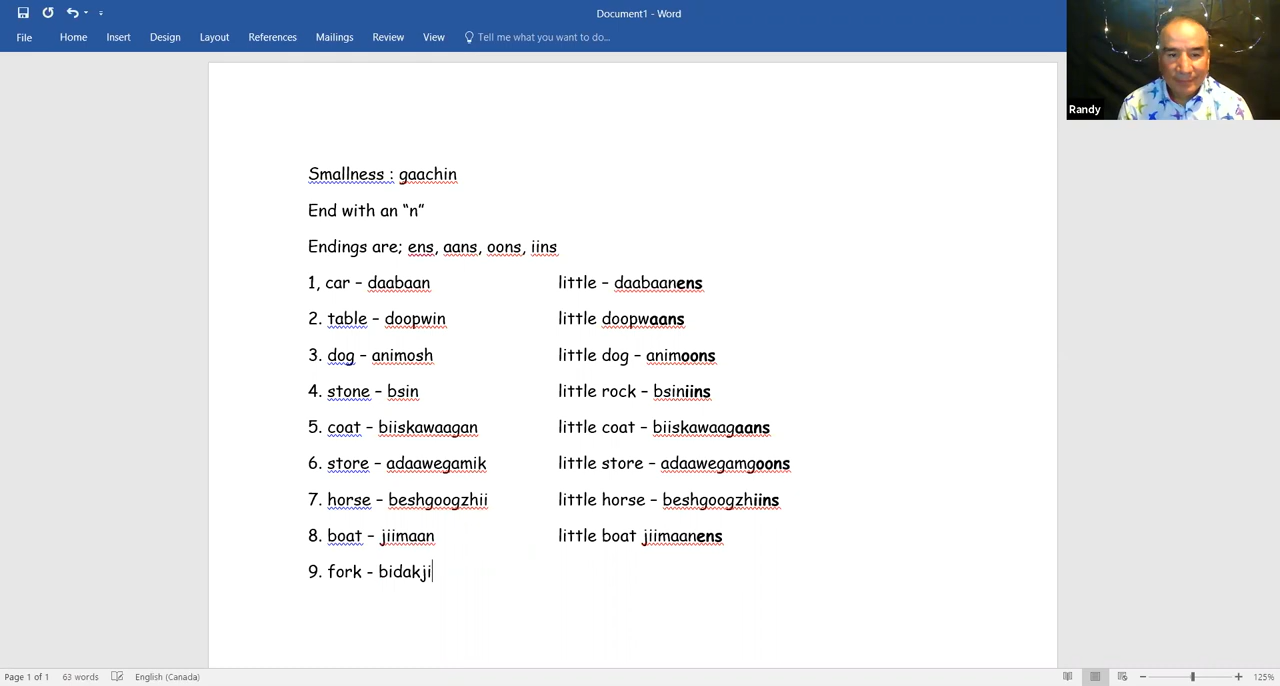 Document1 - Word
File Home Insert Design Layout References Mailings Review View Tell me what you want to do...
Randy
Smallness : gaachin
End with an “n”
Endings are; ens, aans, oons, iins
1, car – daabaan little – daabaanens
2. table – doopwin little doopwaans
3. dog – animosh little dog – animoons
4. stone – bsin little rock – bsiniins
5. coat – biiskawaagan little coat – biiskawaagaans
6. store – adaawegamik little store – adaawegamgoons
7. horse – beshgoogzhii little horse – beshgoogzhiins
8. boat – jiimaan little boat jiimaanens
9. fork - bidakji
Page 1 of 1 63 words English (Canada) 125%